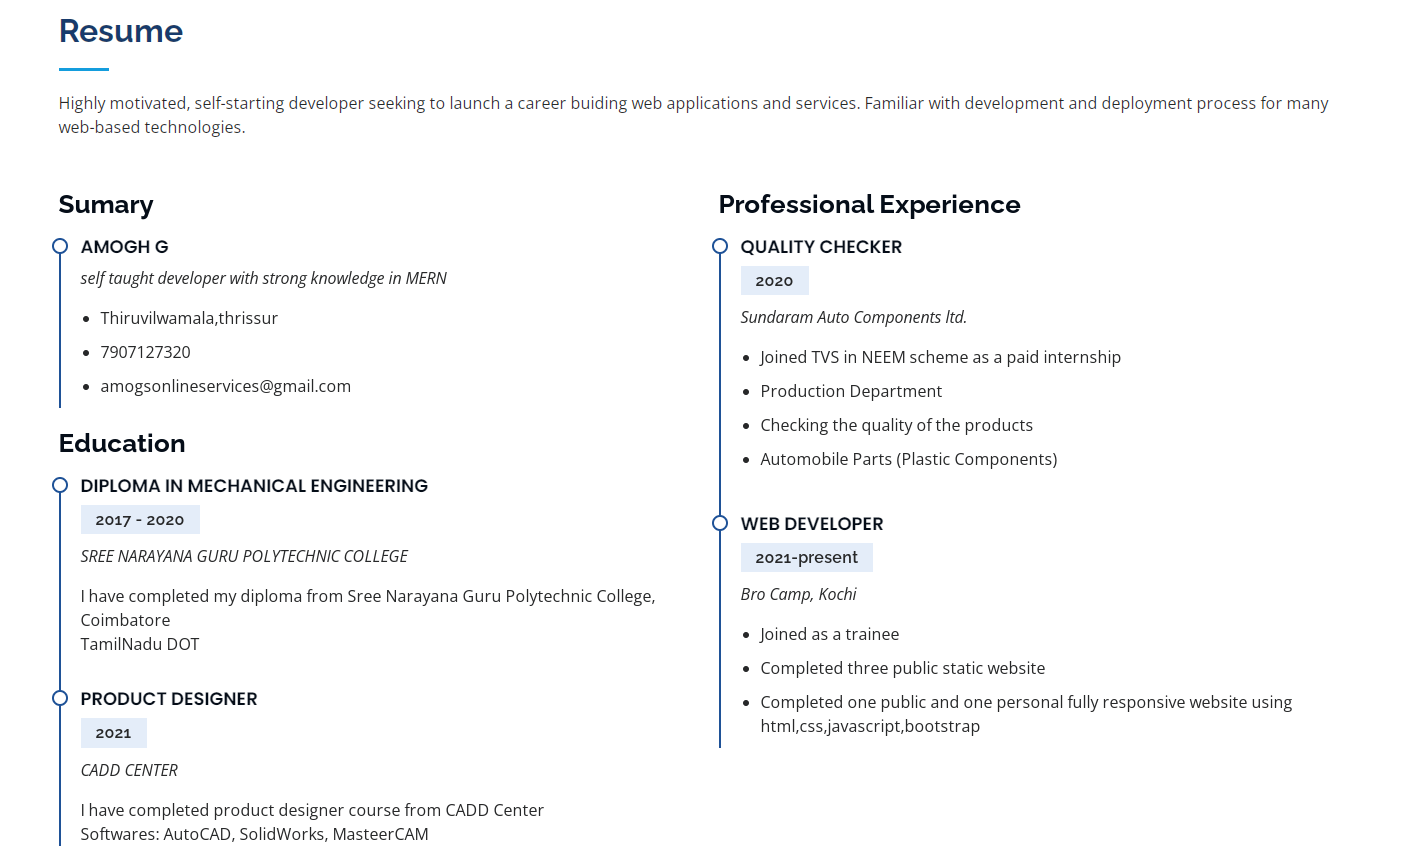 Resume
Highly motivated, self-starting developer seeking to launch a career buiding web applications and services. Familiar with development and deployment process for many
web-based technologies.
Sumary
AMOGH G
self taught developer with strong knowledge in MERN
Thiruvilwamala,thrissur
7907127320
amogsonlineservices@gmail.com
Education
DIPLOMA IN MECHANICAL ENGINEERING
2017 - 2020
SREE NARAYANA GURU POLYTECHNIC COLLEGE
I have completed my diploma from Sree Narayana Guru Polytechnic College,
Coimbatore
TamilNadu DOT
PRODUCT DESIGNER
2021
CADD CENTER
I have completed product designer course from CADD Center
Softwares: AutoCAD, SolidWorks, MasteerCAM
Professional Experience
QUALITY CHECKER
2020
Sundaram Auto Components ltd.
Joined TVS in NEEM scheme as a paid internship
Production Department
Checking the quality of the products
Automobile Parts (Plastic Components)
WEB DEVELOPER
2021-present
Bro Camp, Kochi
Joined as a trainee
Completed three public static website
Completed one public and one personal fully responsive website using
html,css,javascript,bootstrap